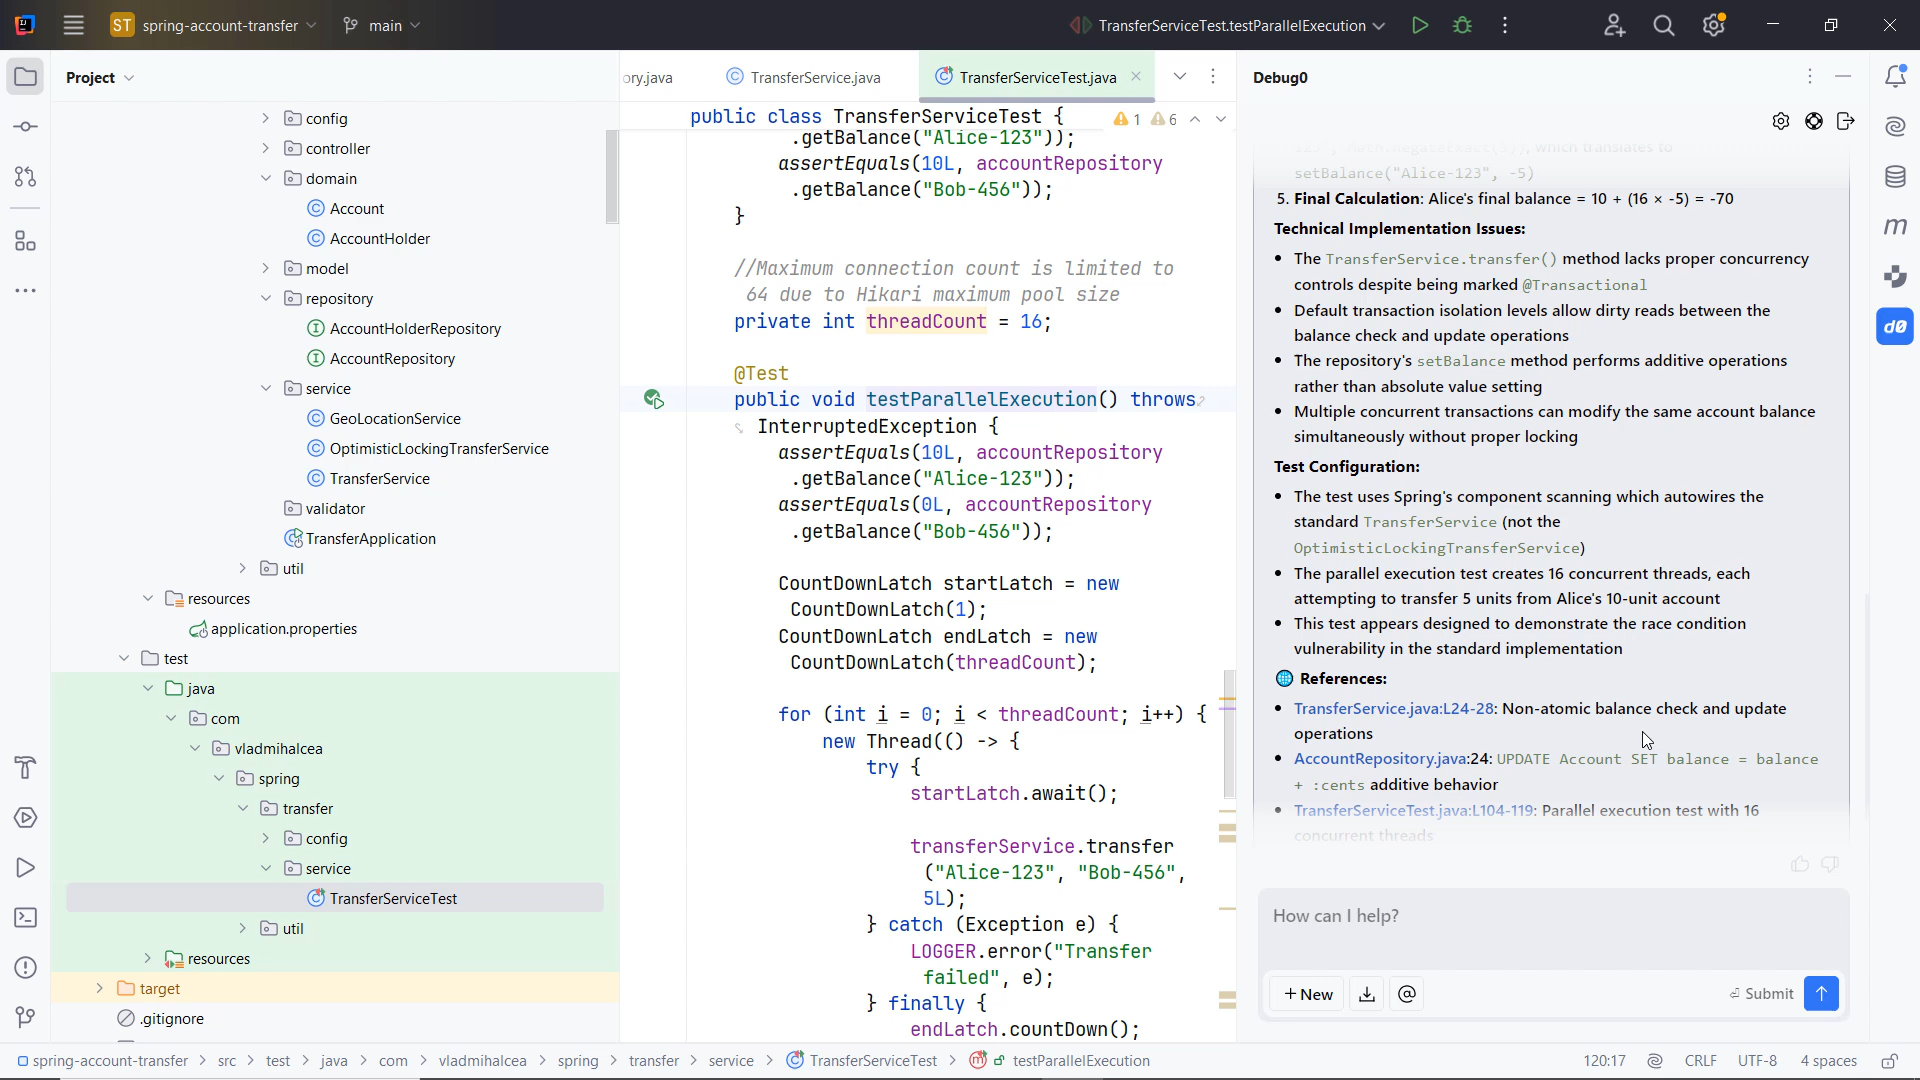 ST spring-account-transfer main TransferServiceTest.testParallelExecution
Project
ory.java TransferService.java TransferServiceTest.java
Debug0
config
controller
domain
Account
AccountHolder
model
repository
AccountHolderRepository
AccountRepository
service
GeoLocationService
OptimisticLockingTransferService
TransferService
validator
TransferApplication
util
resources
application.properties
test
java
com
vladmihalcea
spring
transfer
config
service
TransferServiceTest
util
resources
target
.gitignore
public class TransferServiceTest {
1 6
.getBalance("Alice-123"));
assertEquals(10L, accountRepository
.getBalance("Bob-456"));
}
//Maximum connection count is limited to
64 due to Hikari maximum pool size
private int threadCount = 16;
@Test
public void testParallelExecution() throws
InterruptedException {
assertEquals(10L, accountRepository
.getBalance("Alice-123"));
assertEquals(0L, accountRepository
.getBalance("Bob-456"));
CountDownLatch startLatch = new
CountDownLatch(1);
CountDownLatch endLatch = new
CountDownLatch(threadCount);
for (int i = 0; i < threadCount; i++) {
new Thread(() -> {
try {
startLatch.await();
transferService.transfer
("Alice-123", "Bob-456",
5L);
} catch (Exception e) {
LOGGER.error("Transfer
failed", e);
} finally {
endLatch.countDown();
which translates to
setBalance("Alice-123", -5)
5. Final Calculation: Alice's final balance = 10 + (16 × -5) = -70
Technical Implementation Issues:
• The TransferService.transfer() method lacks proper concurrency
controls despite being marked @Transactional
• Default transaction isolation levels allow dirty reads between the
balance check and update operations
• The repository's setBalance method performs additive operations
rather than absolute value setting
• Multiple concurrent transactions can modify the same account balance
simultaneously without proper locking
Test Configuration:
• The test uses Spring's component scanning which autowires the
standard TransferService (not the
OptimisticLockingTransferService)
• The parallel execution test creates 16 concurrent threads, each
attempting to transfer 5 units from Alice's 10-unit account
• This test appears designed to demonstrate the race condition
vulnerability in the standard implementation
References:
• TransferService.java:L24-28: Non-atomic balance check and update
operations
• AccountRepository.java:24: UPDATE Account SET balance = balance
+ :cents additive behavior
• TransferServiceTest.java:L104-119: Parallel execution test with 16
concurrent threads
How can I help?
+ New @ Submit
m
d0
spring-account-transfer > src > test > java > com > vladmihalcea > spring > transfer > service > TransferServiceTest > testParallelExecution
120:17 CRLF UTF-8 4 spaces